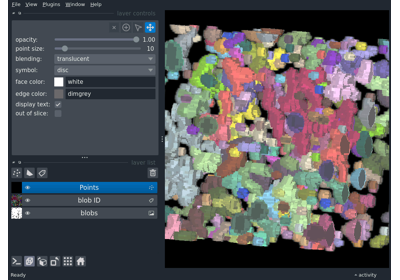 File View Plugins Window Help
layer controls
opacity: 1.00
point size: 10
blending: translucent
symbol: disc
face color: white
edge color: dimgrey
display text:
out of slice:
layer list
Points
blob ID
blobs
Ready
activity